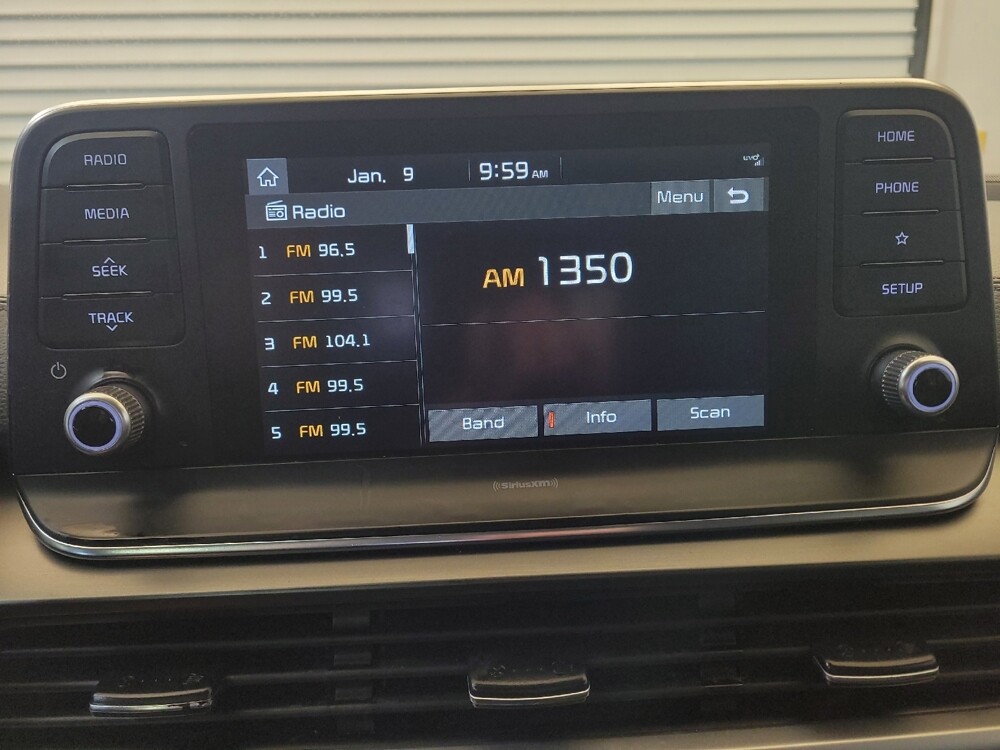 RADIO
MEDIA
SEEK
TRACK
Jan. 9 9:59 AM
UVO
Radio Menu
1 FM 96.5
2 FM 99.5
3 FM 104.1
4 FM 99.5
5 FM 99.5
AM 1350
Band Info Scan
HOME
PHONE
SETUP
((SiriusXM))